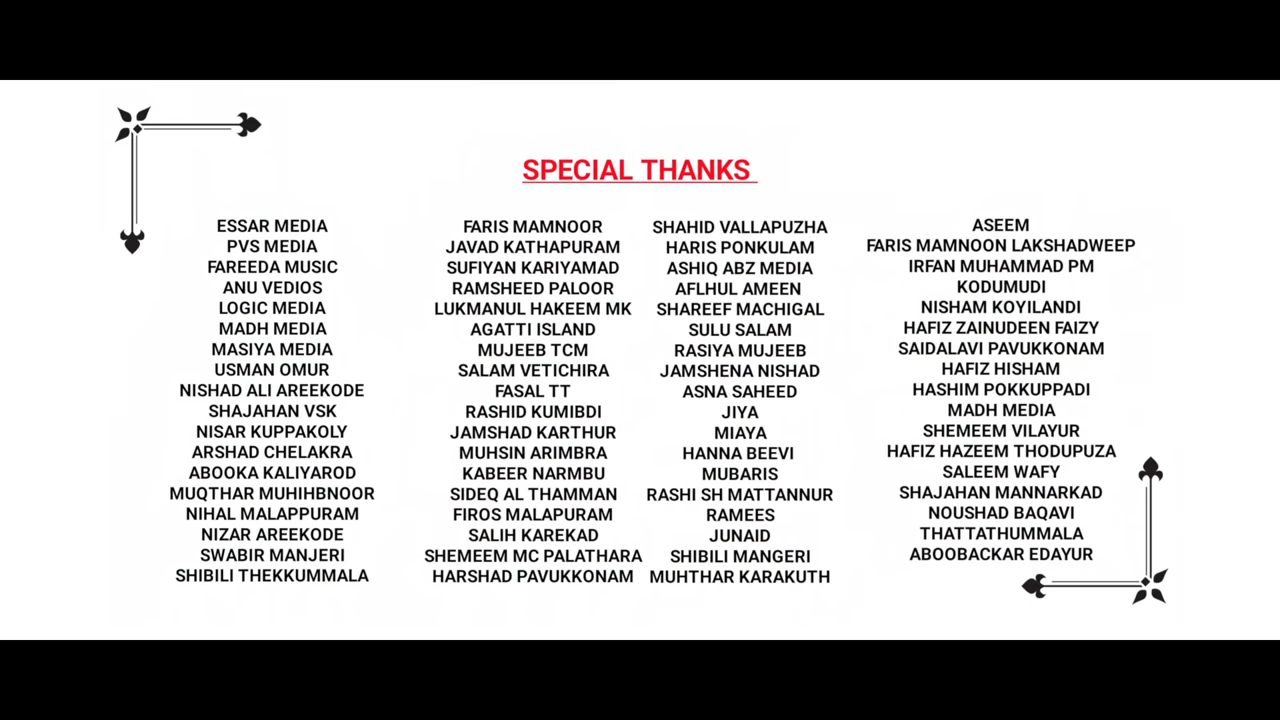 SPECIAL THANKS
ESSAR MEDIA
PVS MEDIA
FAREEDA MUSIC
ANU VEDIOS
LOGIC MEDIA
MADH MEDIA
MASIYA MEDIA
USMAN OMUR
NISHAD ALI AREEKODE
SHAJAHAN VSK
NISAR KUPPAKOLY
ARSHAD CHELAKRA
ABOOKA KALIYAROD
MUQTHAR MUHIHBNOOR
NIHAL MALAPPURAM
NIZAR AREEKODE
SWABIR MANJERI
SHIBILI THEKKUMMALA
FARIS MAMNOOR
JAVAD KATHAPURAM
SUFIYAN KARIYAMAD
RAMSHEED PALOOR
LUKMANUL HAKEEM MK
AGATTI ISLAND
MUJEEB TCM
SALAM VETICHIRA
FASAL TT
RASHID KUMIBDI
JAMSHAD KARTHUR
MUHSIN ARIMBRA
KABEER NARMBU
SIDEQ AL THAMMAN
FIROS MALAPURAM
SALIH KAREKAD
SHEMEEM MC PALATHARA
HARSHAD PAVUKKONAM
SHAHID VALLAPUZHA
HARIS PONKULAM
ASHIQ ABZ MEDIA
AFLHUL AMEEN
SHAREEF MACHIGAL
SULU SALAM
RASIYA MUJEEB
JAMSHENA NISHAD
ASNA SAHEED
JIYA
MIAYA
HANNA BEEVI
MUBARIS
RASHI SH MATTANNUR
RAMEES
JUNAID
SHIBILI MANGERI
MUHTHAR KARAKUTH
ASEEM
FARIS MAMNOON LAKSHADWEEP
IRFAN MUHAMMAD PM
KODUMUDI
NISHAM KOYILANDI
HAFIZ ZAINUDEEN FAIZY
SAIDALAVI PAVUKKONAM
HAFIZ HISHAM
HASHIM POKKUPPADI
MADH MEDIA
SHEMEEM VILAYUR
HAFIZ HAZEEM THODUPUZA
SALEEM WAFY
SHAJAHAN MANNARKAD
NOUSHAD BAQAVI
THATTATHUMMALA
ABOOBACKAR EDAYUR